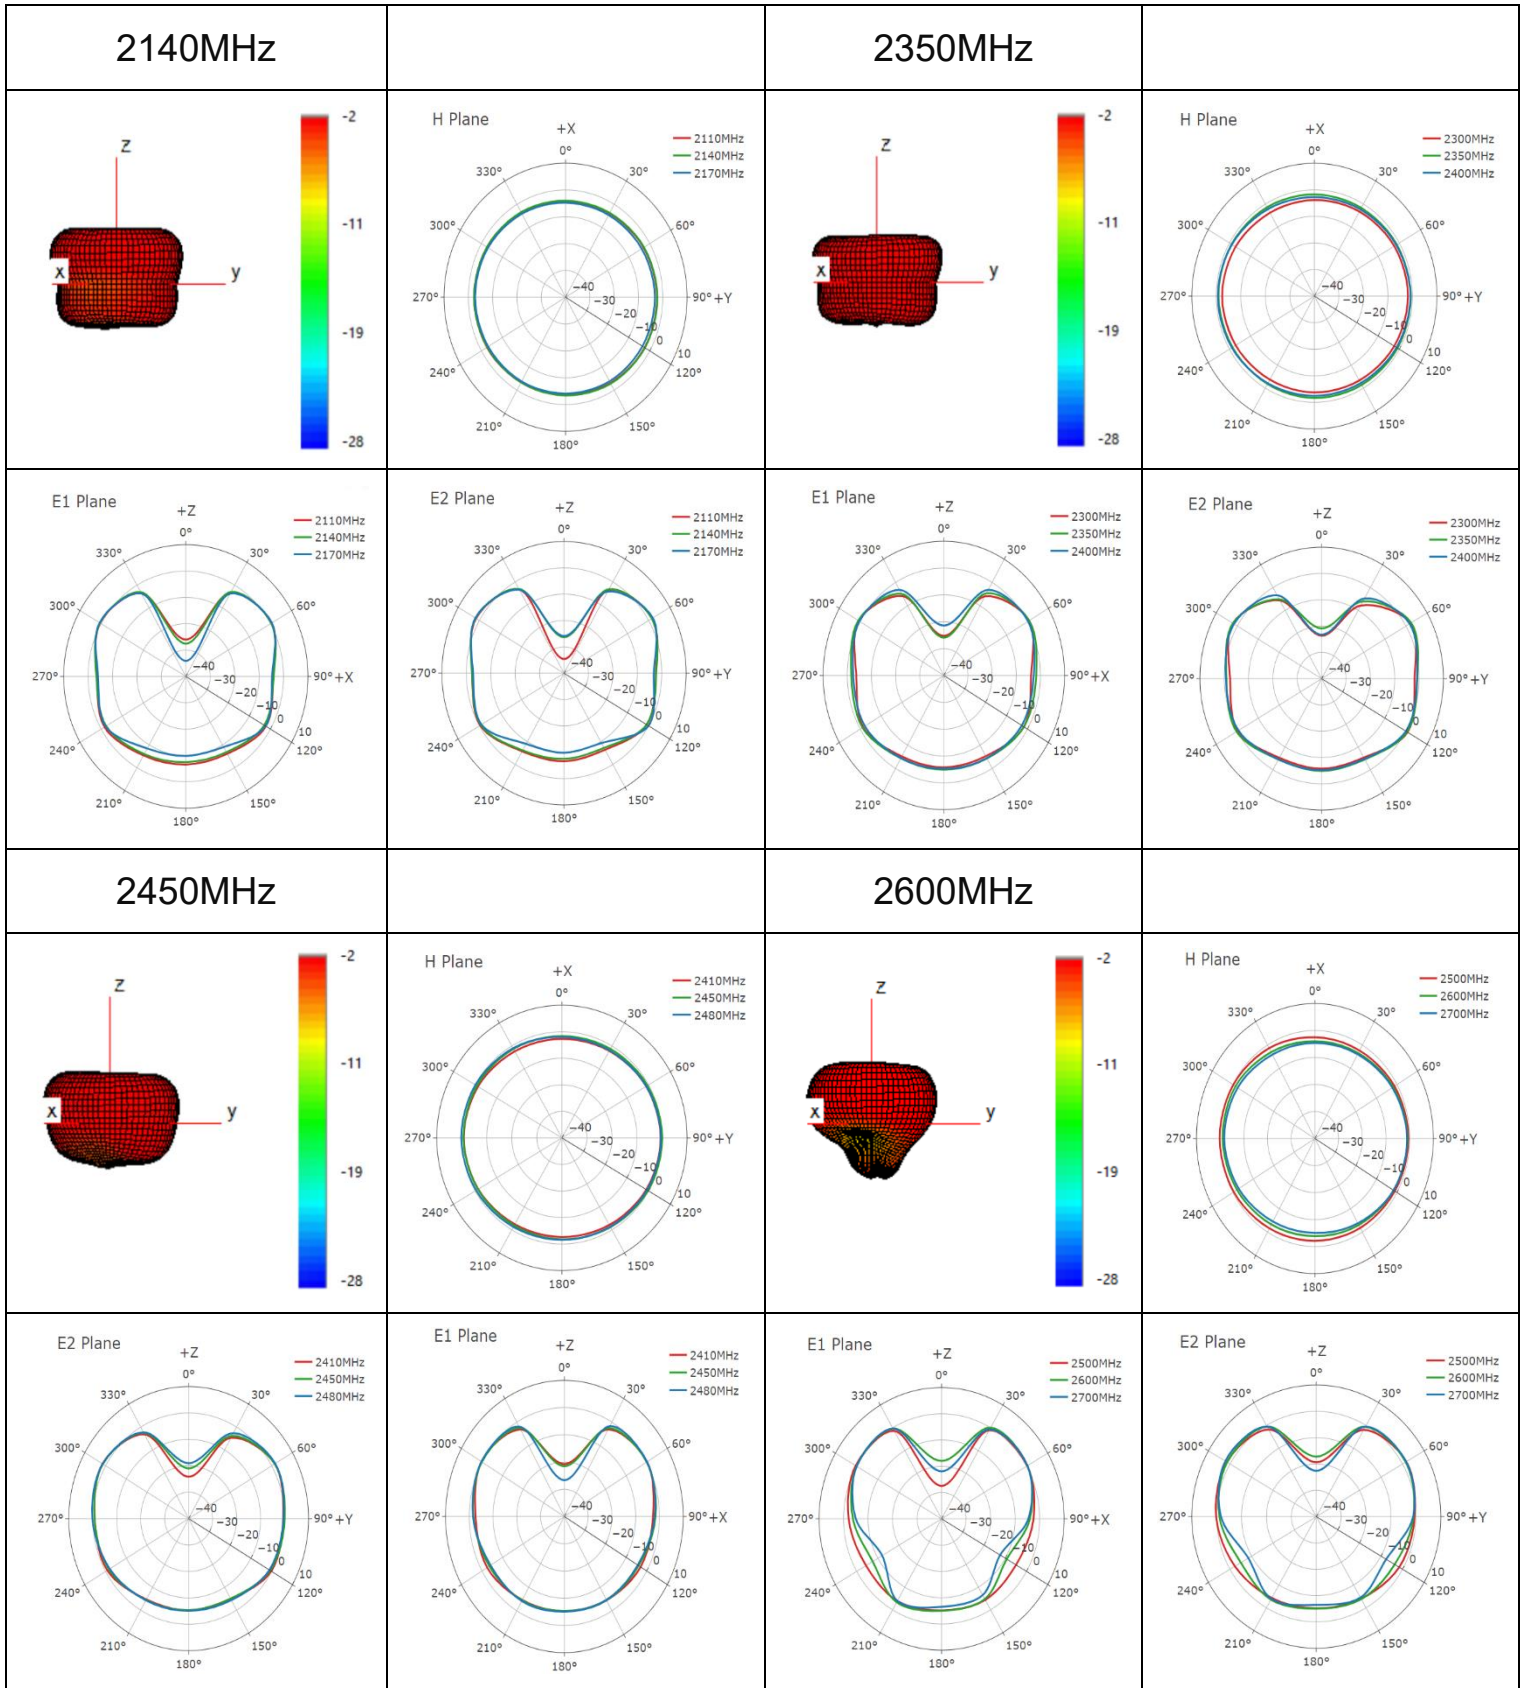 2140MHz
2350MHz
-2
-11
-19
-28
z
x
y
H Plane
+X
0°
30°
60°
90°+Y
120°
150°
180°
210°
240°
270°
300°
330°
−40
−30
−20
−10
0
10
2110MHz
2140MHz
2170MHz
-2
-11
-19
-28
z
x
y
H Plane
+X
0°
30°
60°
90°+Y
120°
150°
180°
210°
240°
270°
300°
330°
−40
−30
−20
−10
0
10
2300MHz
2350MHz
2400MHz
E1 Plane
+Z
0°
30°
60°
90°+X
120°
150°
180°
210°
240°
270°
300°
330°
−40
−30
−20
−10
0
10
2110MHz
2140MHz
2170MHz
E2 Plane
+Z
0°
30°
60°
90°+Y
120°
150°
180°
210°
240°
270°
300°
330°
−40
−30
−20
−10
0
10
2110MHz
2140MHz
2170MHz
E1 Plane
+Z
0°
30°
60°
90°+X
120°
150°
180°
210°
240°
270°
300°
330°
−40
−30
−20
−10
0
10
2300MHz
2350MHz
2400MHz
E2 Plane
+Z
0°
30°
60°
90°+Y
120°
150°
180°
210°
240°
270°
300°
330°
−40
−30
−20
−10
0
10
2300MHz
2350MHz
2400MHz
2450MHz
2600MHz
-2
-11
-19
-28
z
x
y
H Plane
+X
0°
30°
60°
90°+Y
120°
150°
180°
210°
240°
270°
300°
330°
−40
−30
−20
−10
0
10
2410MHz
2450MHz
2480MHz
-2
-11
-19
-28
z
x
y
H Plane
+X
0°
30°
60°
90°+Y
120°
150°
180°
210°
240°
270°
300°
330°
−40
−30
−20
−10
0
10
2500MHz
2600MHz
2700MHz
E2 Plane
+Z
0°
30°
60°
90°+Y
120°
150°
180°
210°
240°
270°
300°
330°
−40
−30
−20
−10
0
10
2410MHz
2450MHz
2480MHz
E1 Plane
+Z
0°
30°
60°
90°+X
120°
150°
180°
210°
240°
270°
300°
330°
−40
−30
−20
−10
0
10
2410MHz
2450MHz
2480MHz
E1 Plane
+Z
0°
30°
60°
90°+X
120°
150°
180°
210°
240°
270°
300°
330°
−40
−30
−20
−10
0
10
2500MHz
2600MHz
2700MHz
E2 Plane
+Z
0°
30°
60°
90°+Y
120°
150°
180°
210°
240°
270°
300°
330°
−40
−30
−20
−10
0
10
2500MHz
2600MHz
2700MHz